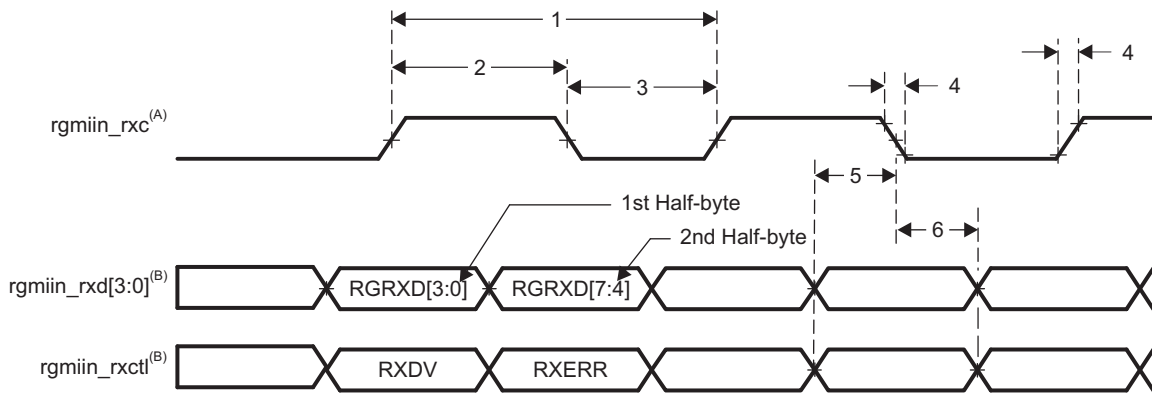 1
2
3
4
4
rgmiin_rxc(A)
5
1st Half-byte
6
2nd Half-byte
rgmiin_rxd[3:0](B)
RGRXD[3:0]
RGRXD[7:4]
rgmiin_rxctl(B)
RXDV
RXERR